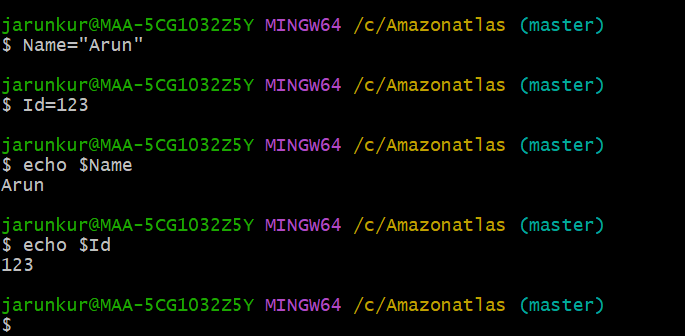 jarunkur@MAA-5CG1032Z5Y MINGW64 /c/Amazonatlas (master)
$ Name="Arun"
jarunkur@MAA-5CG1032Z5Y MINGW64 /c/Amazonatlas (master)
$ Id=123
jarunkur@MAA-5CG1032Z5Y MINGW64 /c/Amazonatlas (master)
$ echo $Name
Arun
jarunkur@MAA-5CG1032Z5Y MINGW64 /c/Amazonatlas (master)
$ echo $Id
123
jarunkur@MAA-5CG1032Z5Y MINGW64 /c/Amazonatlas (master)
$